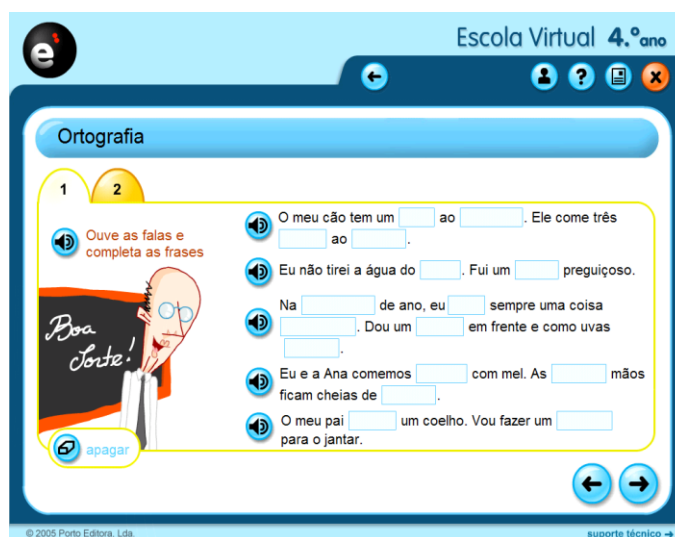 e
Escola Virtual 4.ºano
Ortografia
1
2
Ouve as falas e
completa as frases
Boa
Sorte!
apagar
O meu cão tem um ao . Ele come três
ao .
Eu não tirei a água do . Fui um preguiçoso.
Na de ano, eu sempre uma coisa
. Dou um em frente e como uvas
.
Eu e a Ana comemos com mel. As mãos
ficam cheias de .
O meu pai um coelho. Vou fazer um
para o jantar.
© 2005 Porto Editora, Lda.
suporte técnico